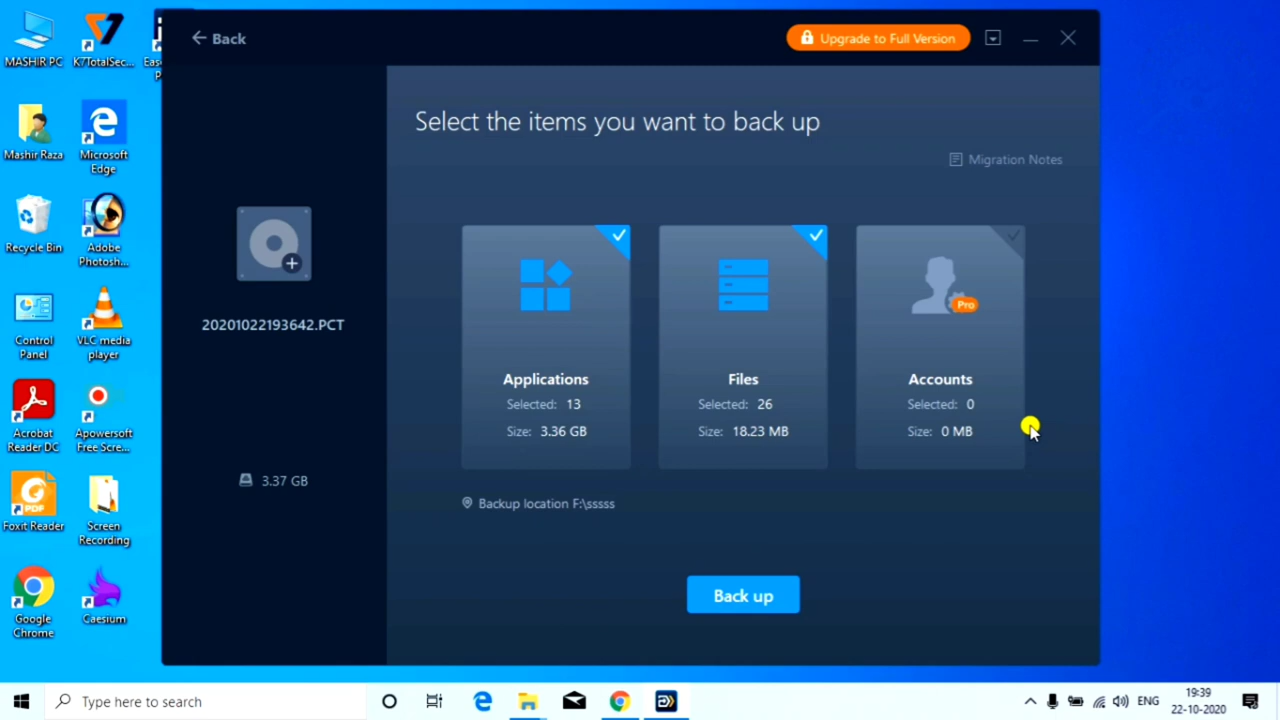 MASHIR PC
K7TotalSec...
Eas
P
Mashir Raza
Microsoft
Edge
Recycle Bin
Adobe
Photosh...
Control
Panel
VLC media
player
Acrobat
Reader DC
Apowersoft
Free Scre...
Foxit Reader
PDF
Screen
Recording
Google
Chrome
Caesium
Back
Upgrade to Full Version
Select the items you want to back up
Migration Notes
20201022193642.PCT
3.37 GB
Applications
Selected: 13
Size: 3.36 GB
Files
Selected: 26
Size: 18.23 MB
Pro
Accounts
Selected: 0
Size: 0 MB
Backup location F:\sssss
Back up
Type here to search
ENG
19:39
22-10-2020